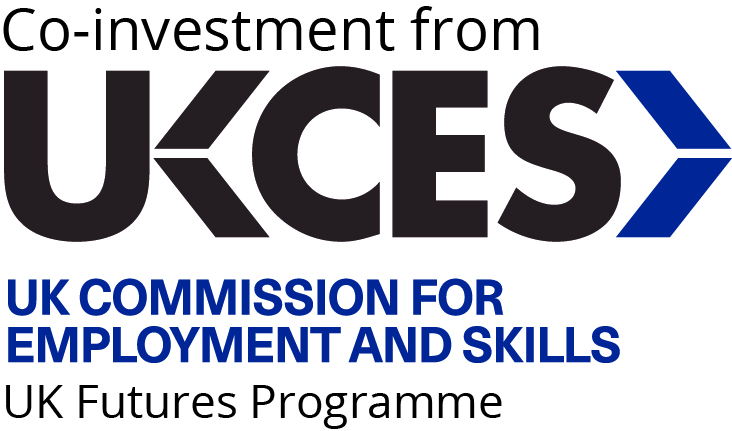 Co-investment from
UKCES
UK COMMISSION FOR
EMPLOYMENT AND SKILLS
UK Futures Programme